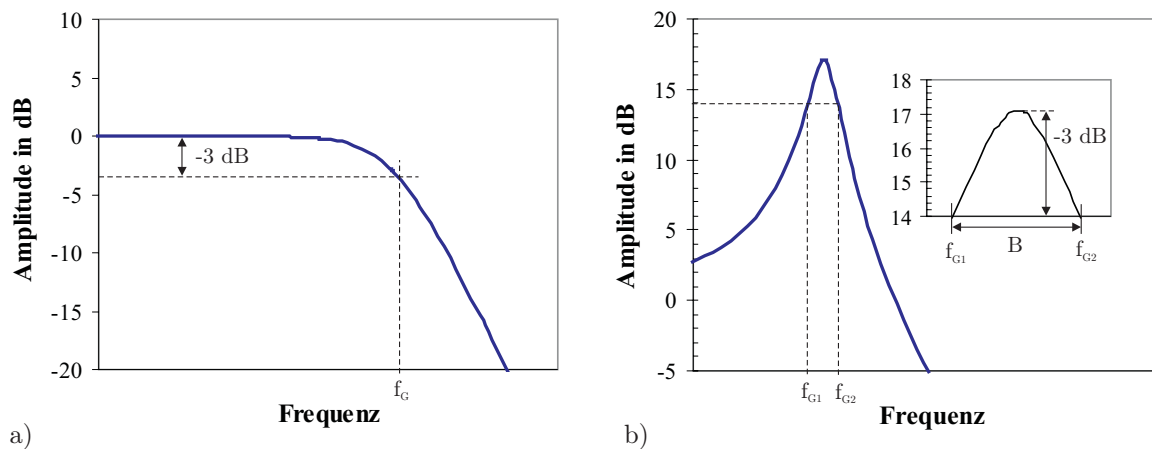 10
5
0
-5
-10
-15
-20
Amplitude in dB
-3 dB
f_G
Frequenz
a)
20
15
10
5
0
-5
Amplitude in dB
18
17
16
15
14
-3 dB
f_G1
B
f_G2
f_G1
f_G2
Frequenz
b)